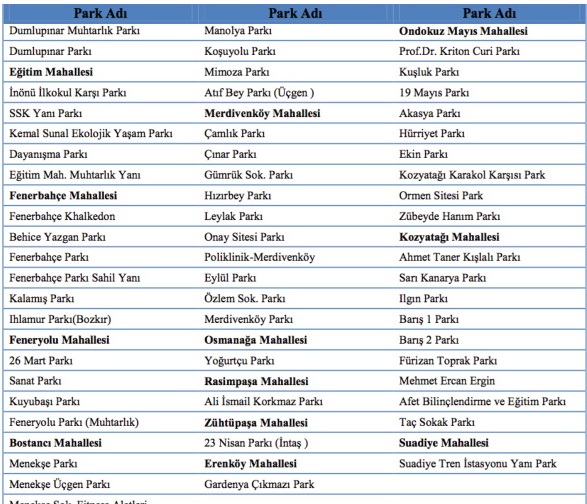 Park Adı Park Adı Park Adı
Dumlupınar Muhtarlık Parkı Manolya Parkı Ondokuz Mayıs Mahallesi
Dumlupınar Parkı Koşuyolu Parkı Prof.Dr. Kriton Curi Parkı
Eğitim Mahallesi Mimoza Parkı Kuşluk Parkı
İnönü İlkokul Karşı Parkı Atıf Bey Parkı (Üçgen ) 19 Mayıs Parkı
SSK Yanı Parkı Merdivenköy Mahallesi Akasya Parkı
Kemal Sunal Ekolojik Yaşam Parkı Çamlık Parkı Hürriyet Parkı
Dayanışma Parkı Çınar Parkı Ekin Parkı
Eğitim Mah. Muhtarlık Yanı Gümrük Sok. Parkı Kozyatağı Karakol Karşısı Park
Fenerbahçe Mahallesi Hızırbey Parkı Ormen Sitesi Park
Fenerbahçe Khalkedon Leylak Parkı Zübeyde Hanım Parkı
Behice Yazgan Parkı Onay Sitesi Parkı Kozyatağı Mahallesi
Fenerbahçe Parkı Poliklinik-Merdivenköy Ahmet Taner Kışlalı Parkı
Fenerbahçe Parkı Sahil Yanı Eylül Parkı Sarı Kanarya Parkı
Kalamış Parkı Özlem Sok. Parkı Ilgın Parkı
Ihlamur Parkı(Bozkır) Merdivenköy Parkı Barış 1 Parkı
Feneryolu Mahallesi Osmanağa Mahallesi Barış 2 Parkı
26 Mart Parkı Yoğurtçu Parkı Fürizan Toprak Parkı
Sanat Parkı Rasimpaşa Mahallesi Mehmet Ercan Ergin
Kuyubaşı Parkı Ali İsmail Korkmaz Parkı Afet Bilinçlendirme ve Eğitim Parkı
Feneryolu Parkı (Muhtarlık) Zühtüpaşa Mahallesi Taç Sokak Parkı
Bostancı Mahallesi 23 Nisan Parkı (İntaş ) Suadiye Mahallesi
Menekşe Parkı Erenköy Mahallesi Suadiye Tren İstasyonu Yanı Park
Menekşe Üçgen Parkı Gardenya Çıkmazı Park